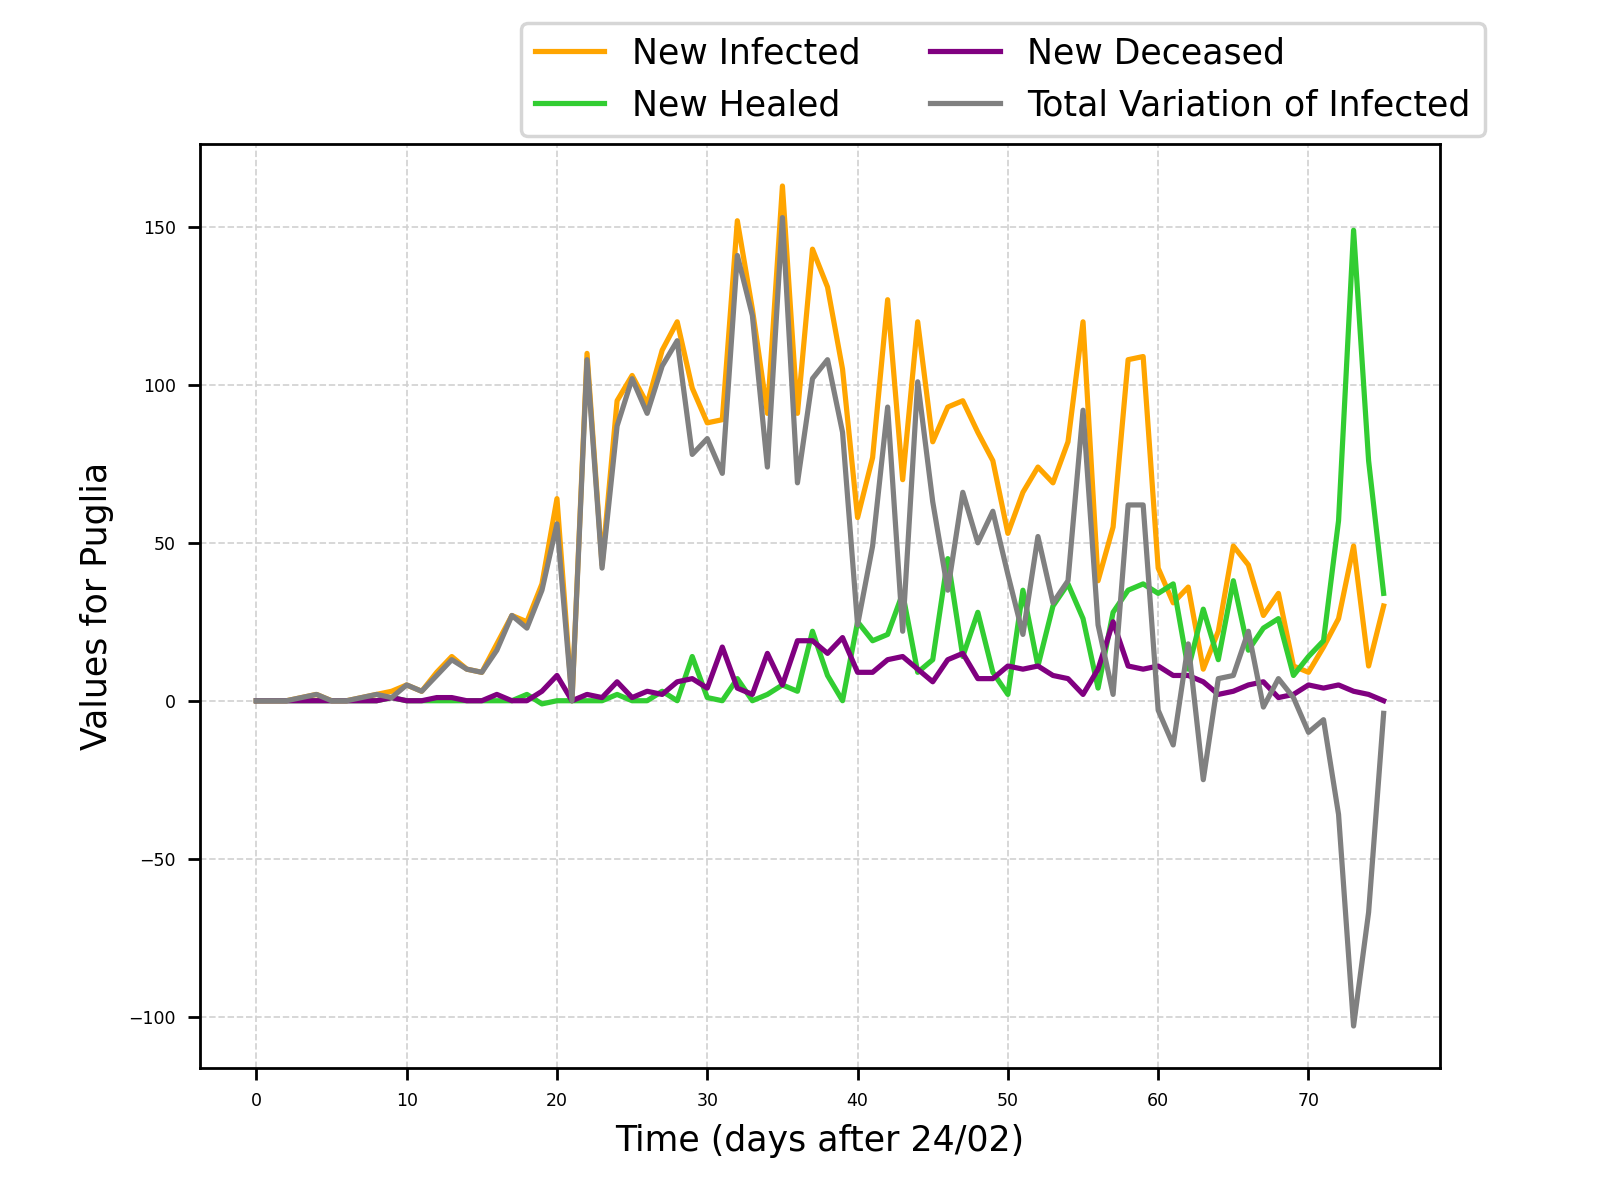 New Infected
New Healed
New Deceased
Total Variation of Infected
150
100
50
0
−50
−100
Values for Puglia
0 10 20 30 40 50 60 70
Time (days after 24/02)